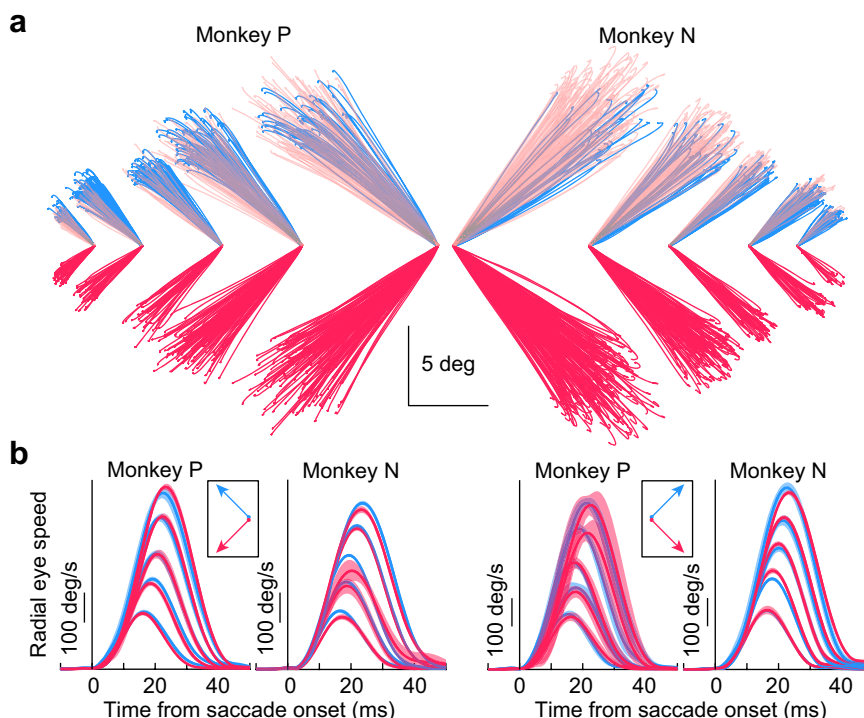 a
Monkey P
Monkey N
5 deg
b
Monkey P
Monkey N
Monkey P
Monkey N
Radial eye speed
100 deg/s
100 deg/s
100 deg/s
100 deg/s
0 20 40
0 20 40
0 20 40
0 20 40
Time from saccade onset (ms)
Time from saccade onset (ms)